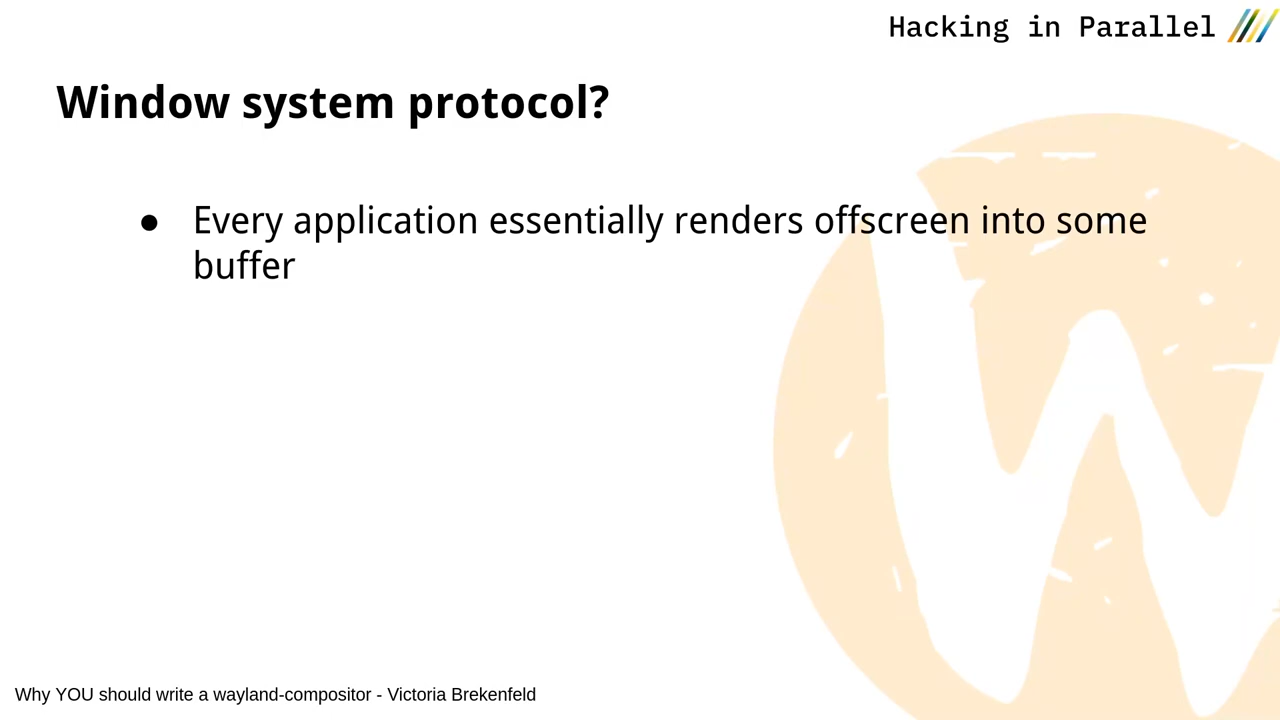 Hacking in Parallel
Window system protocol?
● Every application essentially renders offscreen into some
buffer
Why YOU should write a wayland-compositor - Victoria Brekenfeld